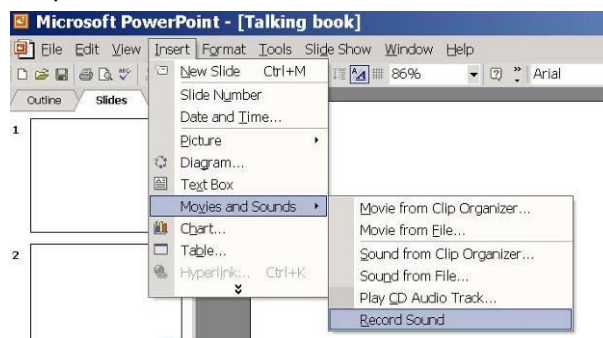 Microsoft PowerPoint - [Talking book]
File Edit View Insert Format Tools Slide Show Window Help
86% Arial
Outline Slides
New Slide Ctrl+M
Slide Number
Date and Time...
Picture
Diagram...
Text Box
Movies and Sounds
Chart...
Table...
Hyperlink... Ctrl+K
Movie from Clip Organizer...
Movie from File...
Sound from Clip Organizer...
Sound from File...
Play CD Audio Track...
Record Sound
1
2